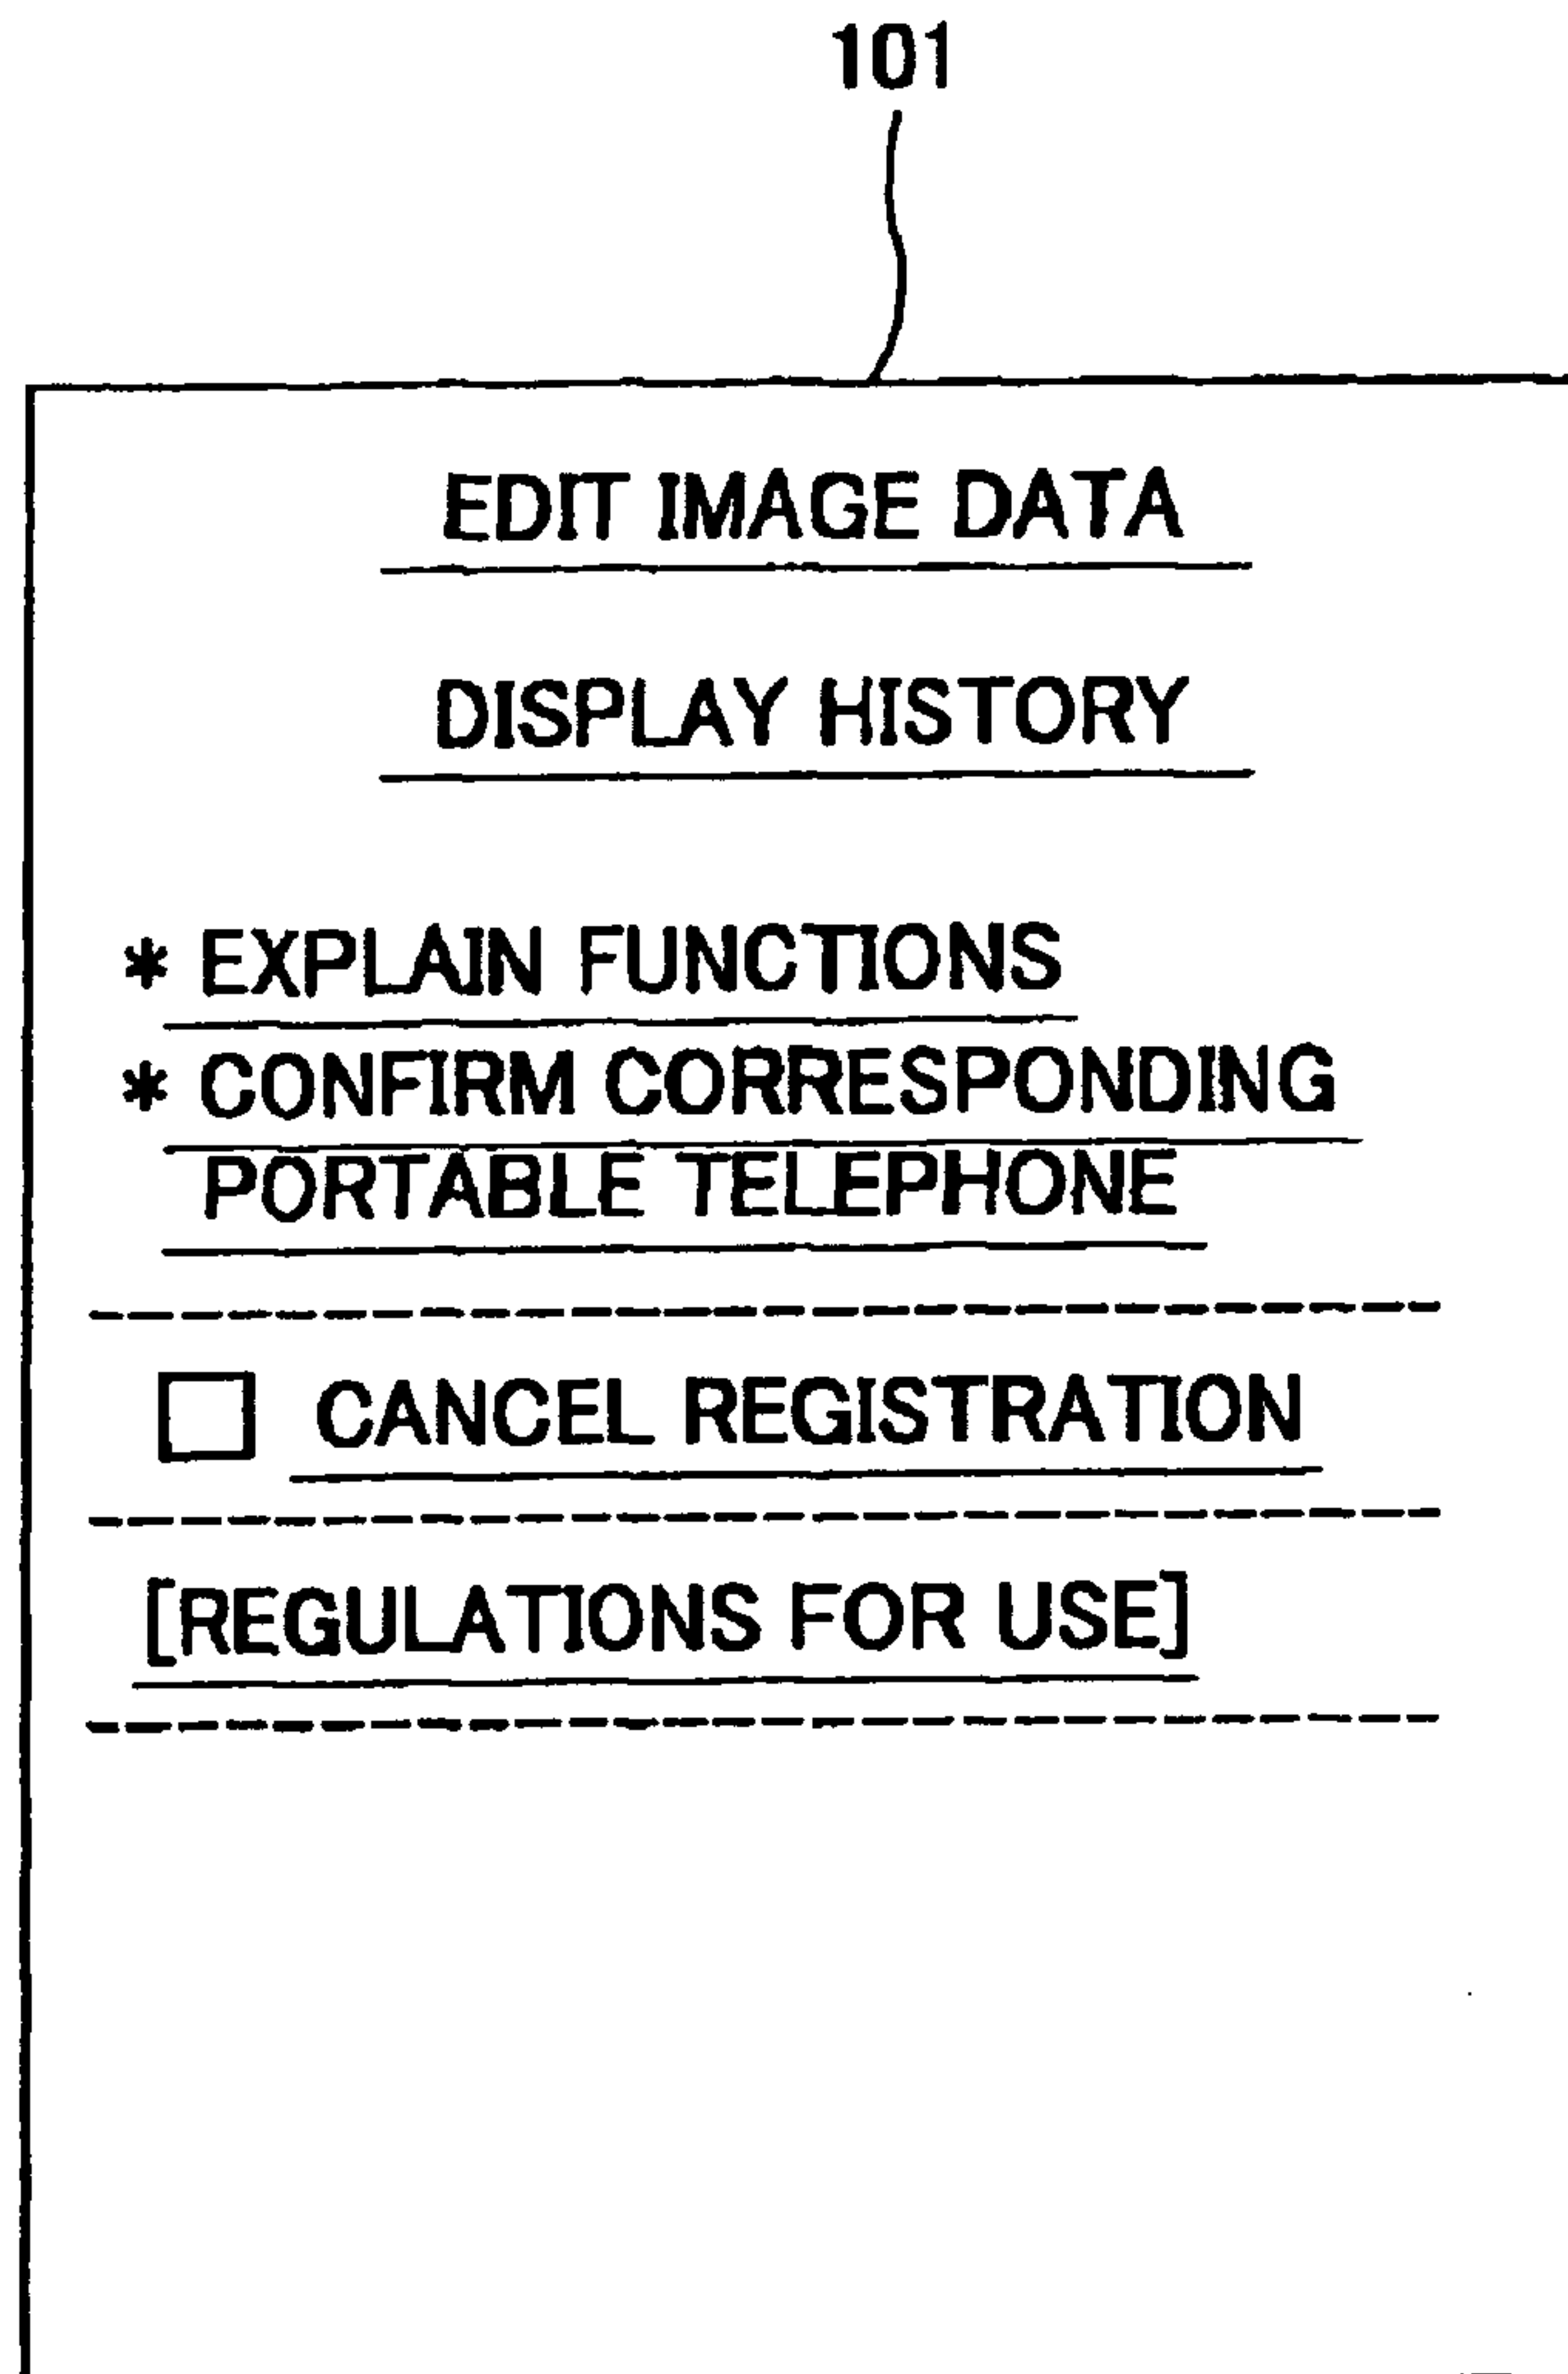 101
EDIT IMAGE DATA
DISPLAY HISTORY
* EXPLAIN FUNCTIONS
* CONFIRM CORRESPONDING
PORTABLE TELEPHONE
CANCEL REGISTRATION
[REGULATIONS FOR USE]